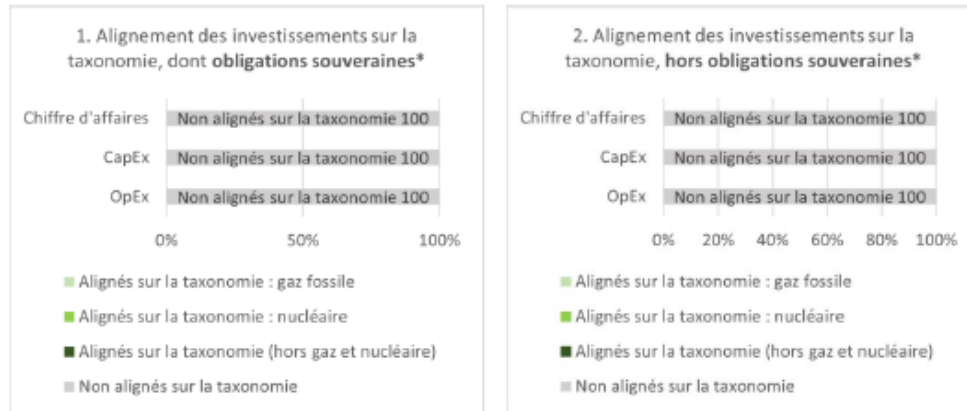 1. Alignement des investissements sur la
taxonomie, dont obligations souveraines*
Chiffre d'affaires
Non alignés sur la taxonomie 100
CapEx
Non alignés sur la taxonomie 100
OpEx
Non alignés sur la taxonomie 100
0%
50%
100%
Alignés sur la taxonomie : gaz fossile
Alignés sur la taxonomie : nucléaire
Alignés sur la taxonomie (hors gaz et nucléaire)
Non alignés sur la taxonomie
2. Alignement des investissements sur la
taxonomie, hors obligations souveraines*
Chiffre d'affaires
Non alignés sur la taxonomie 100
CapEx
Non alignés sur la taxonomie 100
OpEx
Non alignés sur la taxonomie 100
0%
20%
40%
60%
80%
100%
Alignés sur la taxonomie : gaz fossile
Alignés sur la taxonomie : nucléaire
Alignés sur la taxonomie (hors gaz et nucléaire)
Non alignés sur la taxonomie